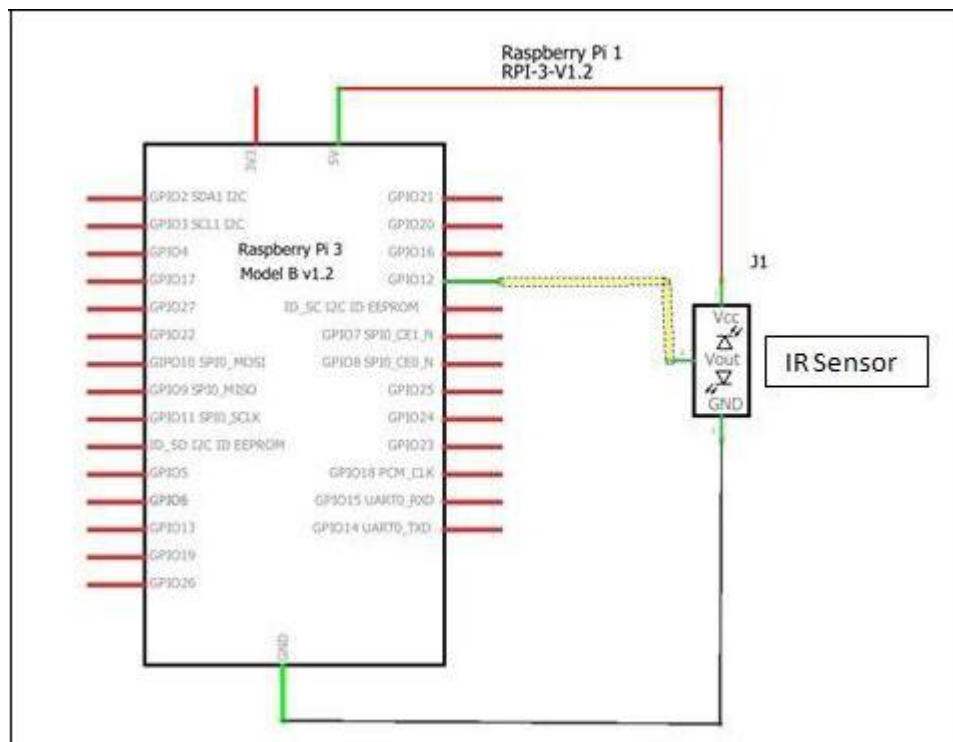 Raspberry Pi 1
RPI-3-V1.2
3V3
5V
GPIO2 SDA1 I2C
GPIO21
GPIO3 SCL1 I2C
GPIO20
GPIO4
GPIO16
Raspberry Pi 3
Model B v1.2
GPIO17
GPIO12
GPIO27
ID_SC I2C ID EEPROM
GPIO22
GPIO7 SPI0_CE1_N
GPIO10 SPI0_MOSI
GPIO8 SPI0_CE0_N
GPIO9 SPI0_MISO
GPIO25
GPIO11 SPI0_SCLK
GPIO24
ID_SD I2C ID EEPROM
GPIO23
GPIO5
GPIO18 PCM_CLK
GPIO6
GPIO15 UART0_RXD
GPIO13
GPIO14 UART0_TXD
GPIO19
GPIO26
GND
J1
Vcc
Vout
GND
IR Sensor